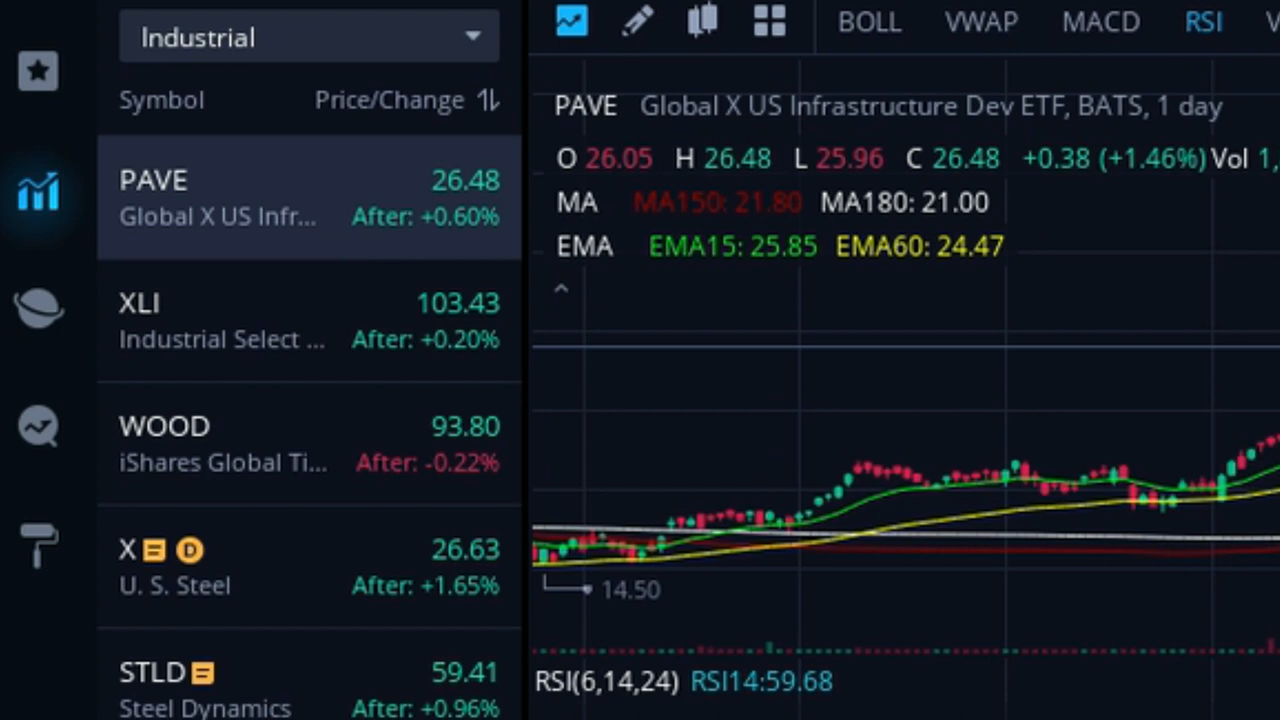 Industrial
Symbol Price/Change
PAVE 26.48
Global X US Infr... After: +0.60%
XLI 103.43
Industrial Select ... After: +0.20%
WOOD 93.80
iShares Global Ti... After: -0.22%
X D 26.63
U. S. Steel After: +1.65%
STLD 59.41
Steel Dynamics After: +0.96%
BOLL VWAP MACD RSI V
PAVE Global X US Infrastructure Dev ETF, BATS, 1 day
O 26.05 H 26.48 L 25.96 C 26.48 +0.38 (+1.46%) Vol 1,
MA MA150: 21.80 MA180: 21.00
EMA EMA15: 25.85 EMA60: 24.47
14.50
RSI(6,14,24) RSI14:59.68